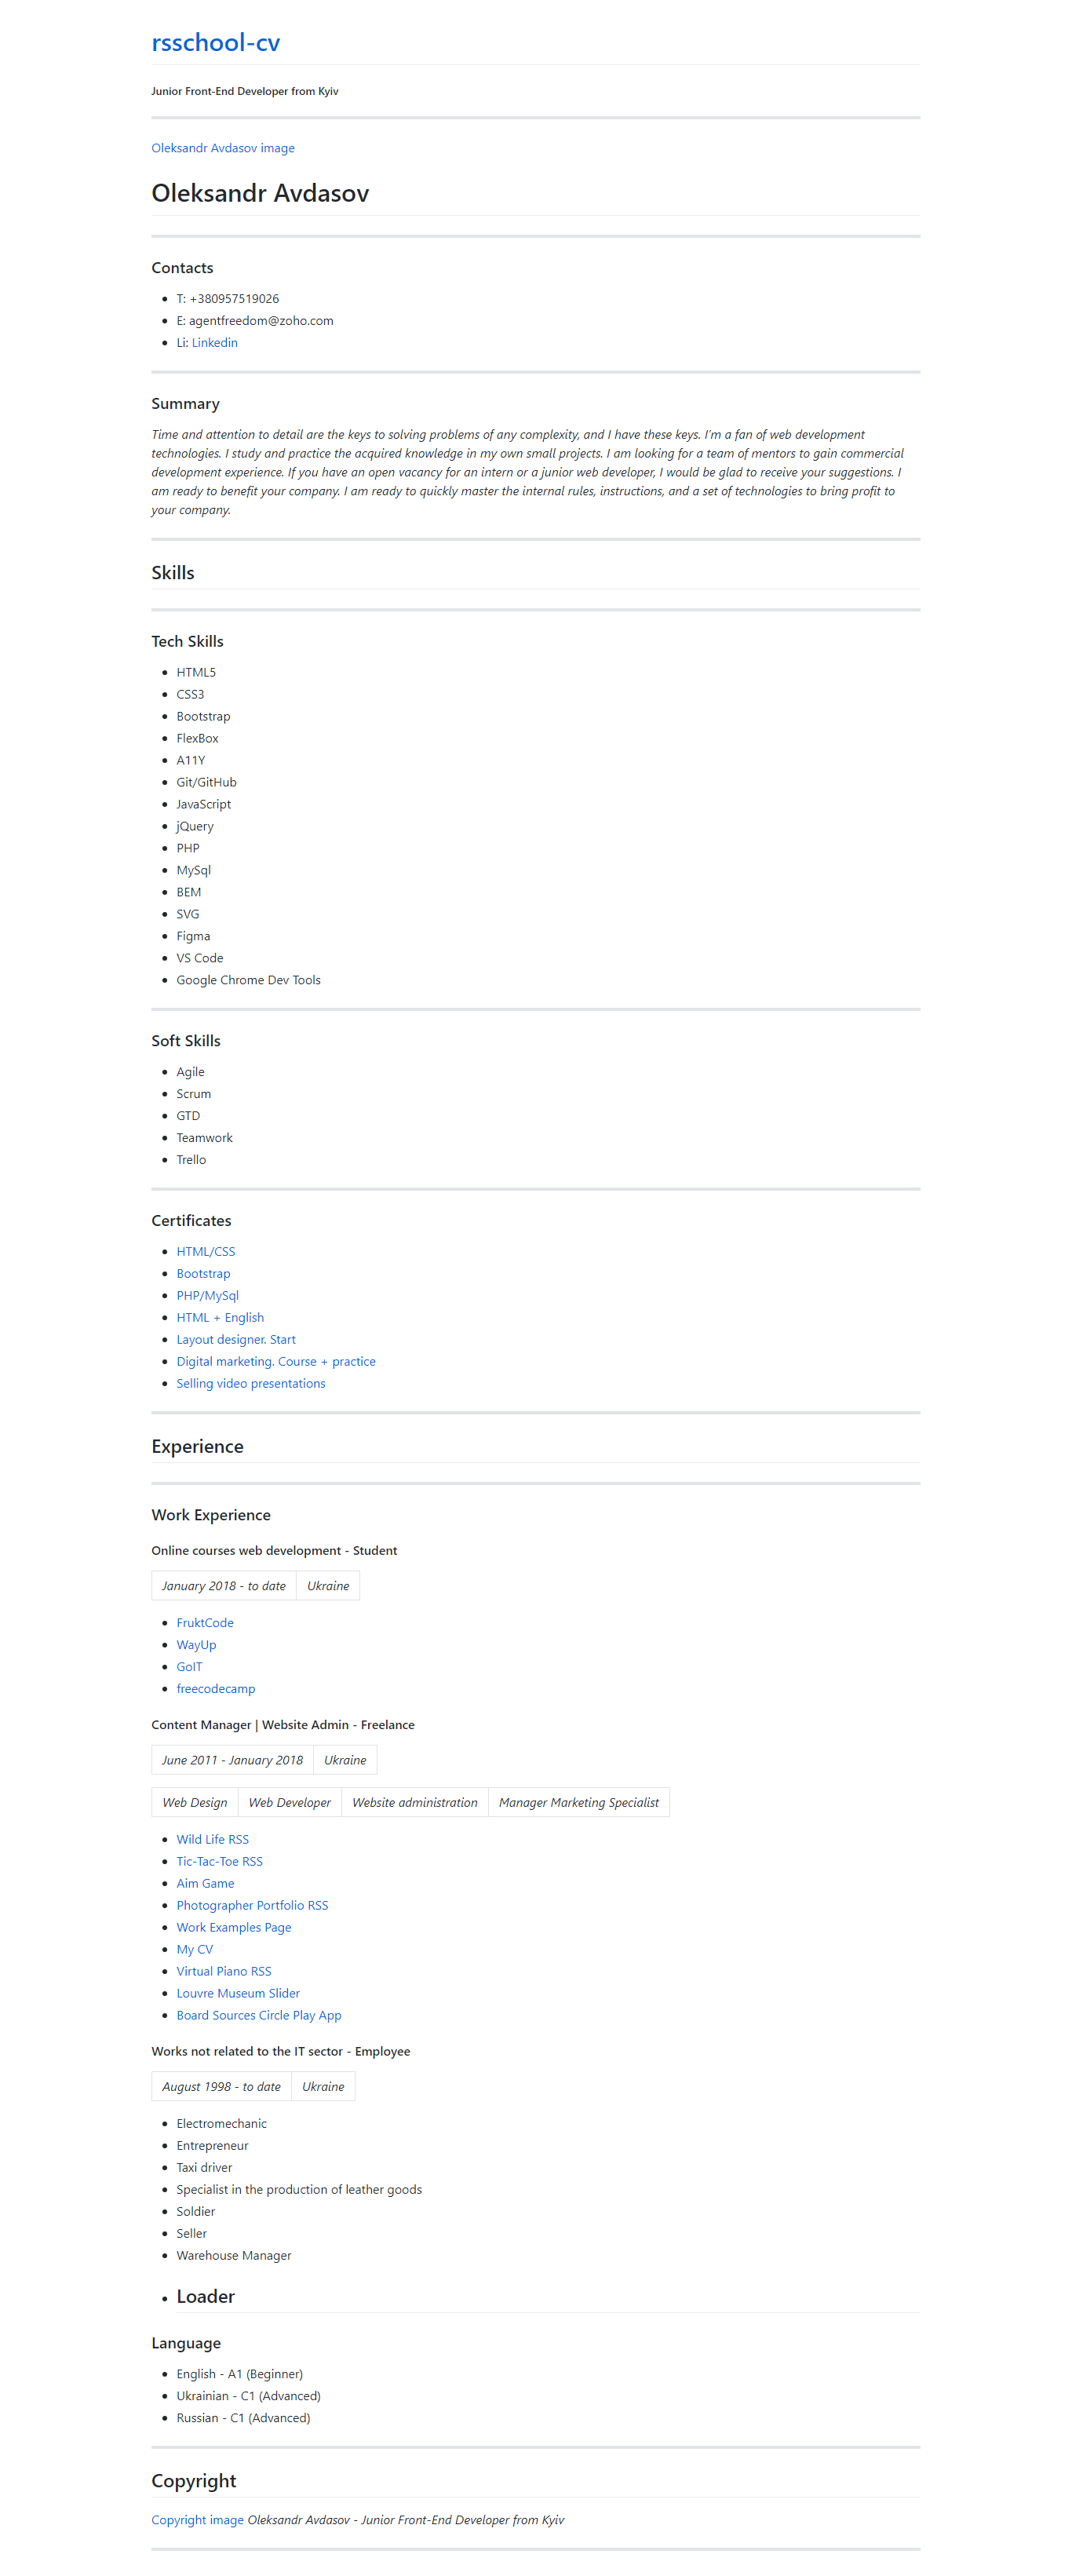 rsschool-cv
Junior Front-End Developer from Kyiv
Oleksandr Avdasov image
Oleksandr Avdasov
Contacts
T: +380957519026
E: agentfreedom@zoho.com
Li: Linkedin
Summary
Time and attention to detail are the keys to solving problems of any complexity, and I have these keys. I'm a fan of web development
technologies. I study and practice the acquired knowledge in my own small projects. I am looking for a team of mentors to gain commercial
development experience. If you have an open vacancy for an intern or a junior web developer, I would be glad to receive your suggestions. I
am ready to benefit your company. I am ready to quickly master the internal rules, instructions, and a set of technologies to bring profit to
your company.
Skills
Tech Skills
HTML5
CSS3
Bootstrap
FlexBox
A11Y
Git/GitHub
JavaScript
jQuery
PHP
MySql
BEM
SVG
Figma
VS Code
Google Chrome Dev Tools
Soft Skills
Agile
Scrum
GTD
Teamwork
Trello
Certificates
HTML/CSS
Bootstrap
PHP/MySql
HTML + English
Layout designer. Start
Digital marketing. Course + practice
Selling video presentations
Experience
Work Experience
Online courses web development - Student
January 2018 - to date Ukraine
FruktCode
WayUp
GoIT
freecodecamp
Content Manager | Website Admin - Freelance
June 2011 - January 2018 Ukraine
Web Design Web Developer Website administration Manager Marketing Specialist
Wild Life RSS
Tic-Tac-Toe RSS
Aim Game
Photographer Portfolio RSS
Work Examples Page
My CV
Virtual Piano RSS
Louvre Museum Slider
Board Sources Circle Play App
Works not related to the IT sector - Employee
August 1998 - to date Ukraine
Electromechanic
Entrepreneur
Taxi driver
Specialist in the production of leather goods
Soldier
Seller
Warehouse Manager
Loader
Language
English - A1 (Beginner)
Ukrainian - C1 (Advanced)
Russian - C1 (Advanced)
Copyright
Copyright image Oleksandr Avdasov - Junior Front-End Developer from Kyiv